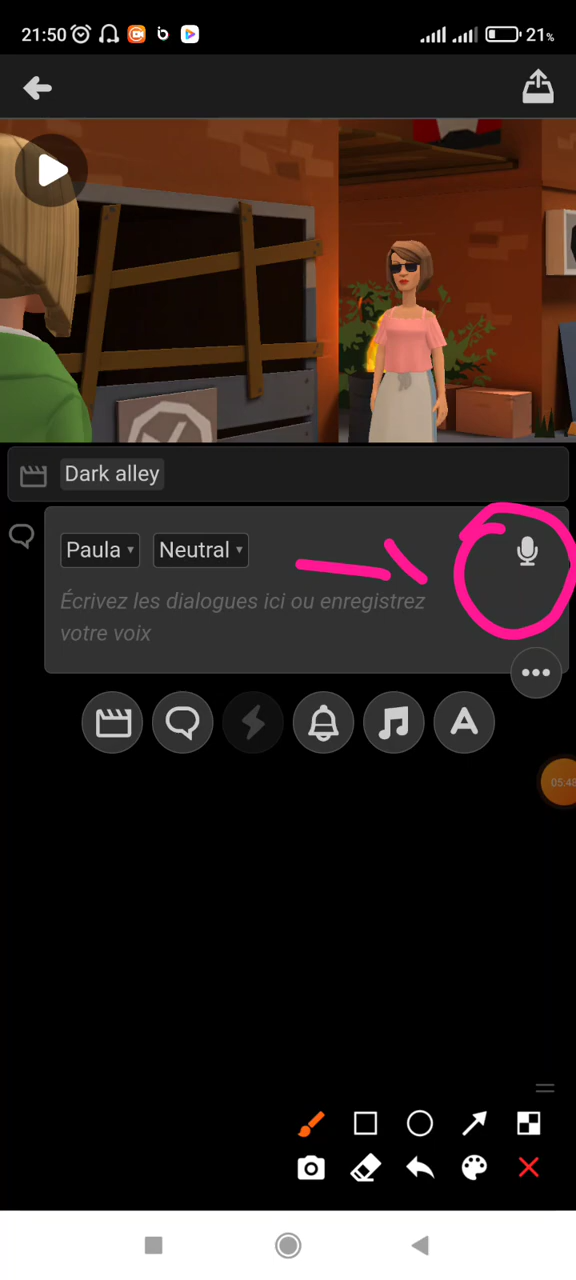 21:50
21%
Dark alley
Paula
Neutral
Écrivez les dialogues ici ou enregistrez
votre voix
05:48